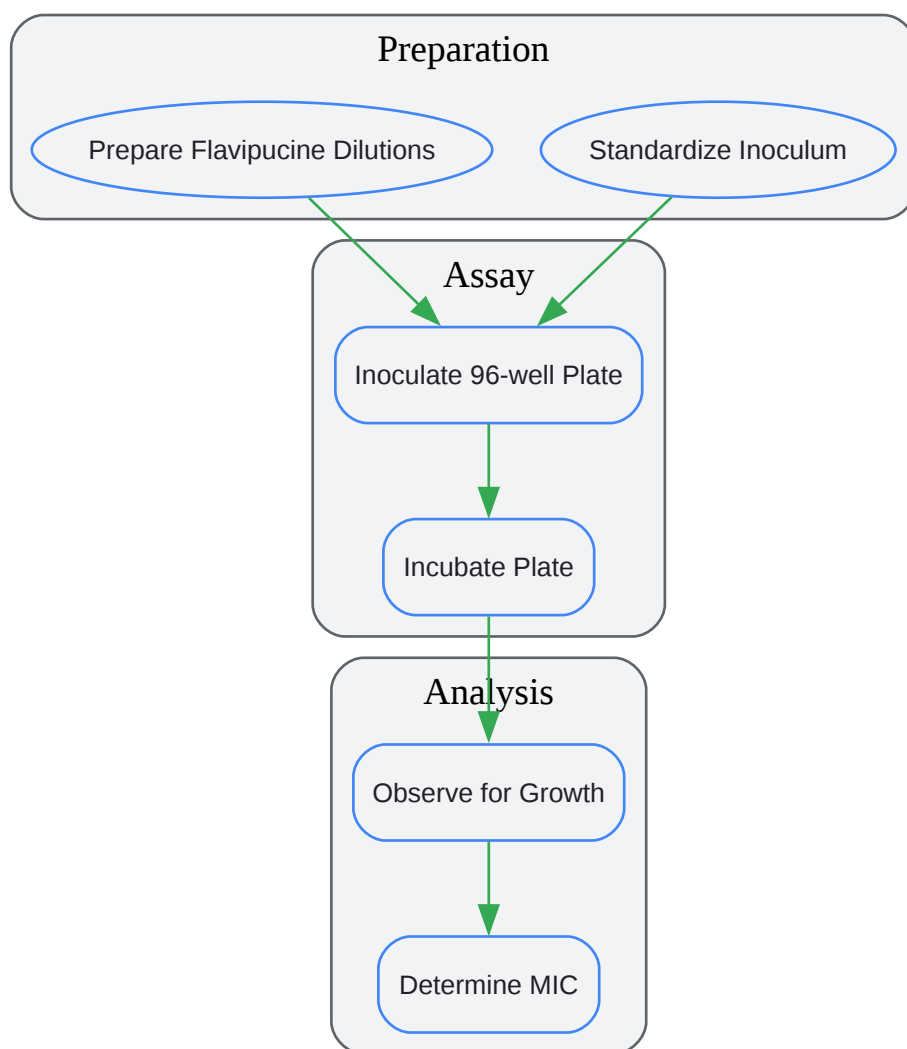 Preparation
Prepare Flavipucine Dilutions
Standardize Inoculum
Assay
Inoculate 96-well Plate
Incubate Plate
Analysis
Observe for Growth
Determine MIC